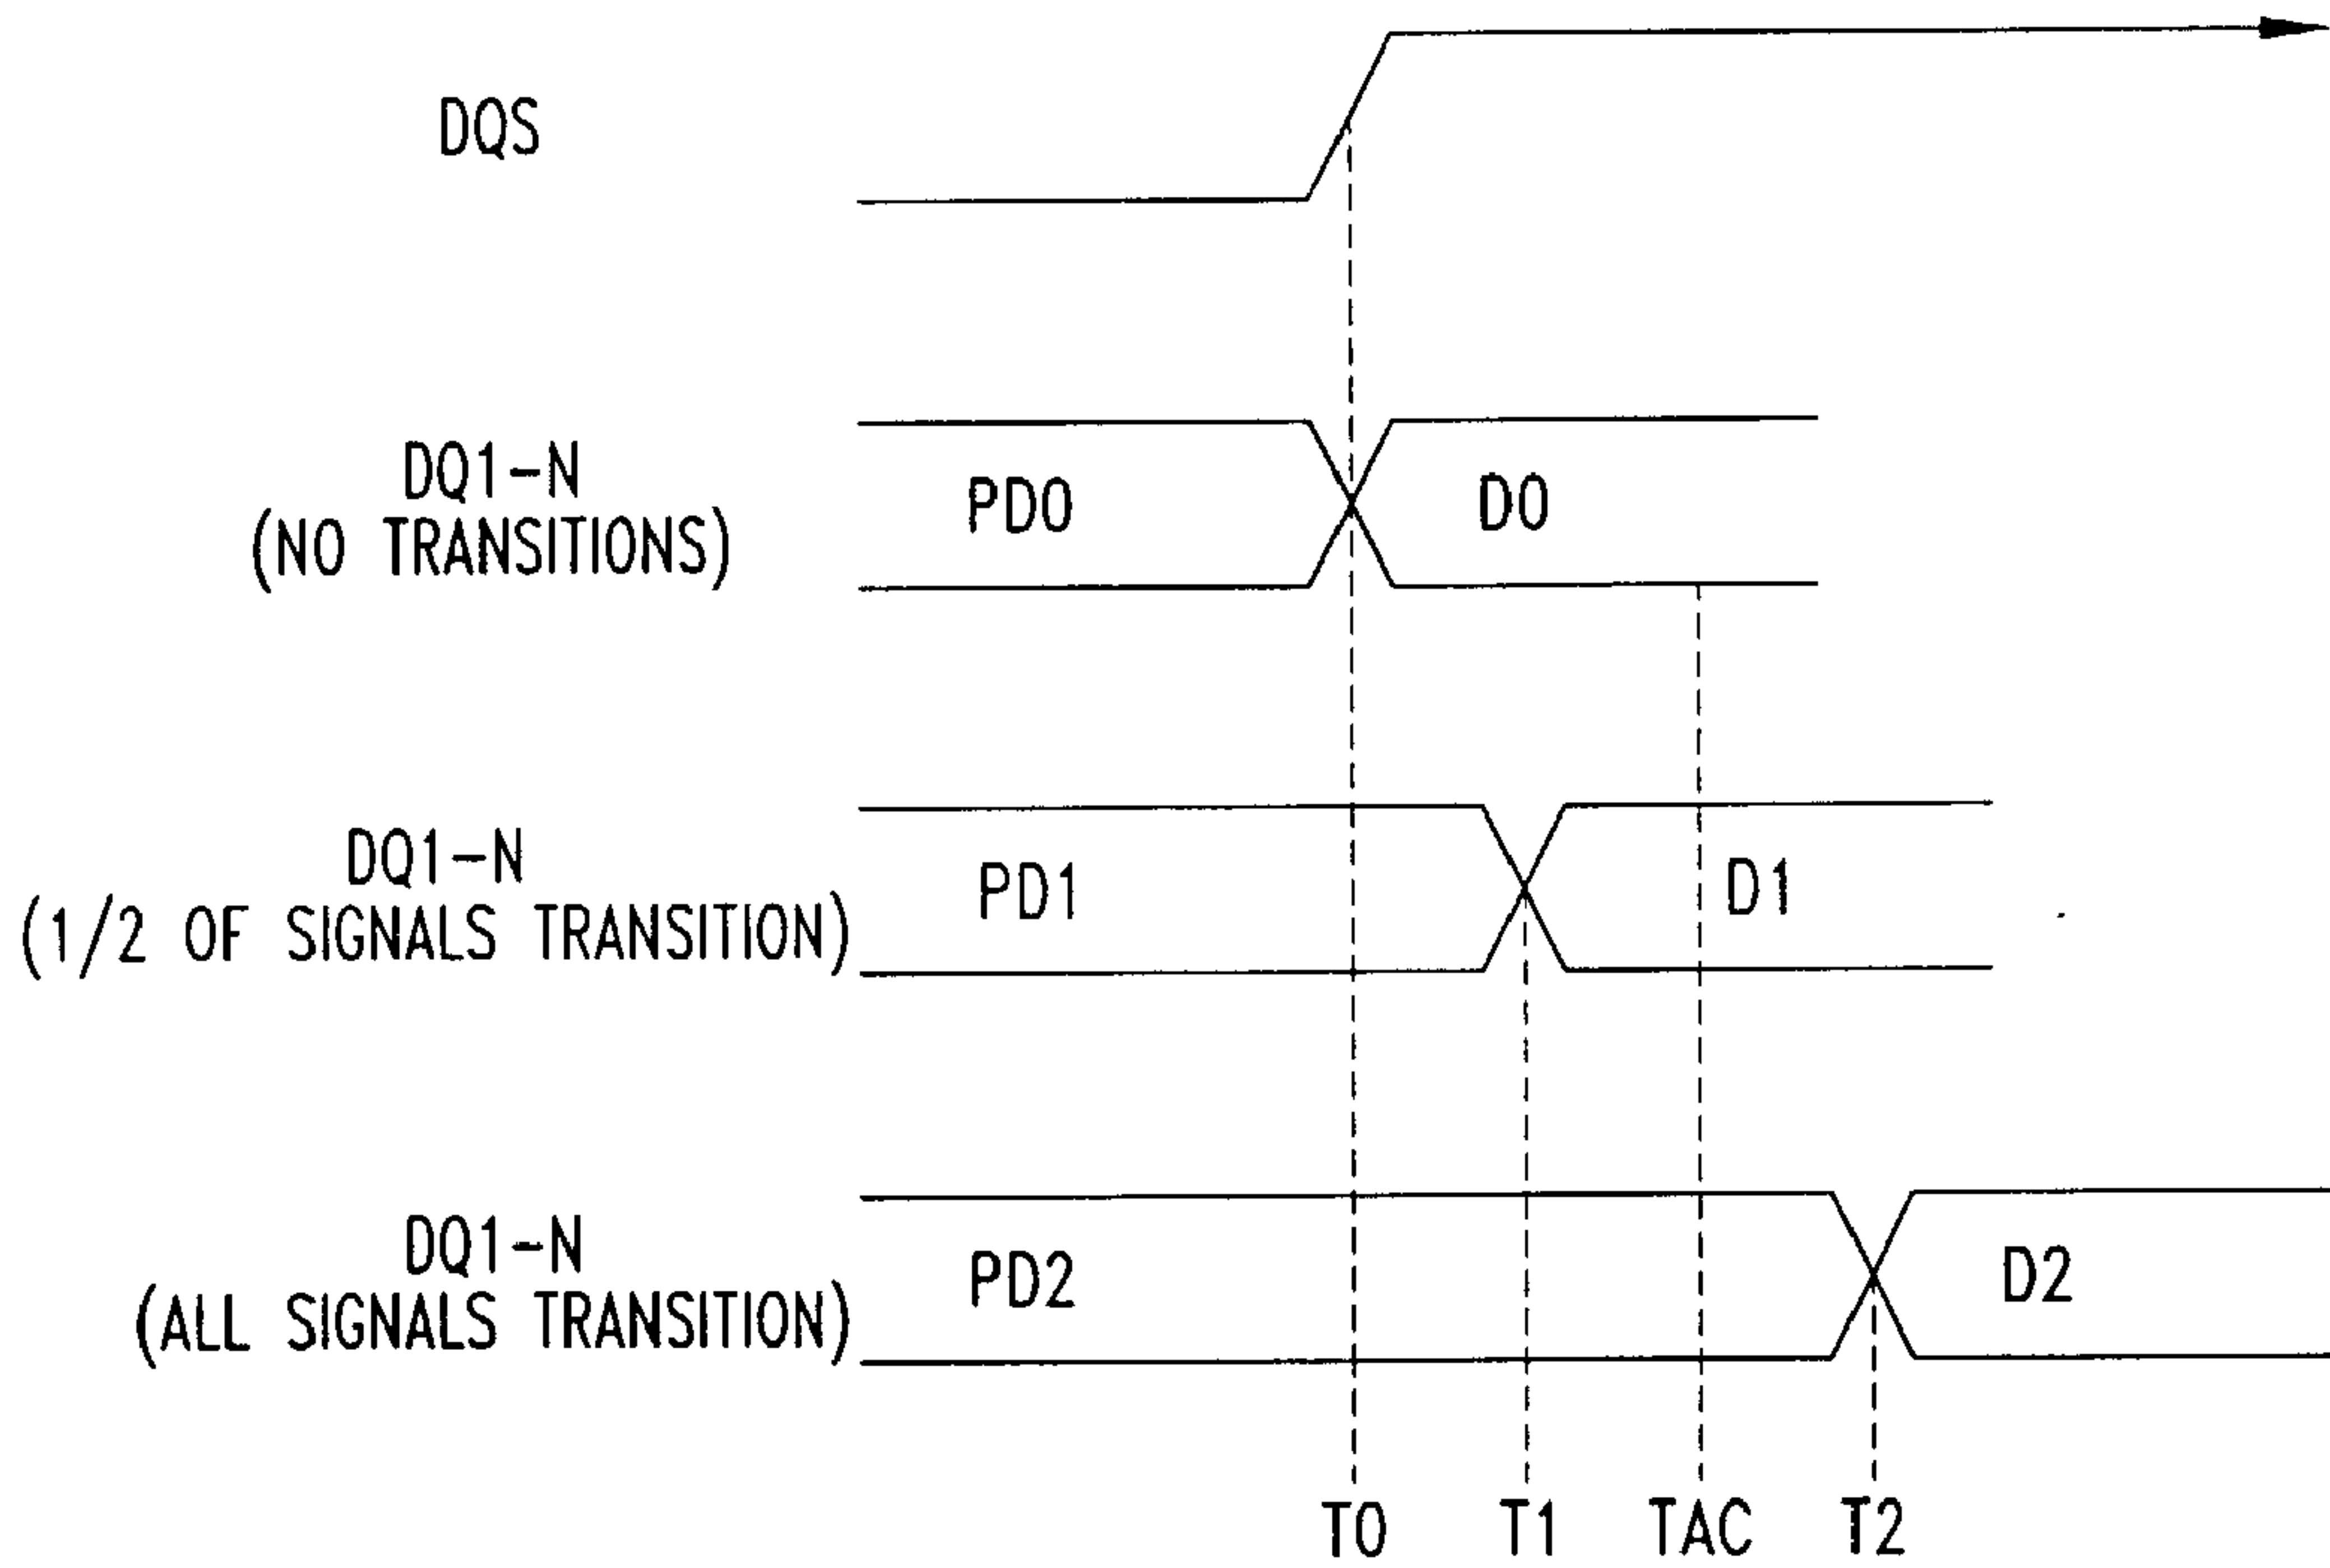 DQS
DQ1-N
(NO TRANSITIONS)
PD0
D0
DQ1-N
(1/2 OF SIGNALS TRANSITION)
PD1
D1
DQ1-N
(ALL SIGNALS TRANSITION)
PD2
D2
T0
T1
TAC
T2